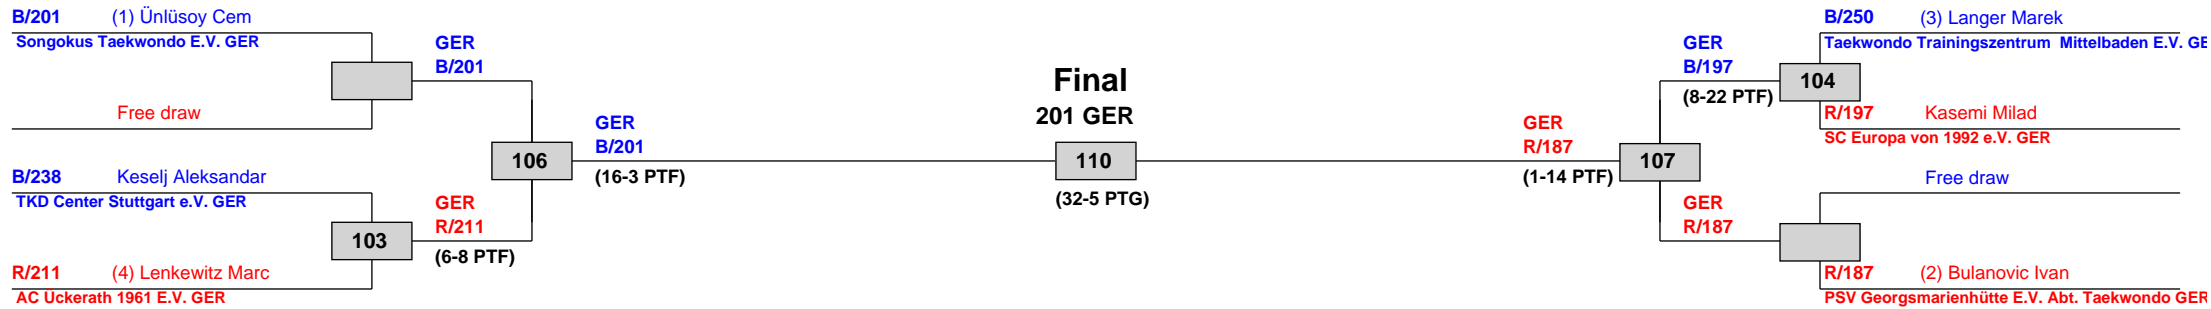 B/201 (1) Ünlüsoy Cem
Songokus Taekwondo E.V. GER
Free draw
B/238 Keselj Aleksandar
TKD Center Stuttgart e.V. GER
R/211 (4) Lenkewitz Marc
AC Ückerath 1961 E.V. GER
GER
B/201
103
GER
R/211
(6-8 PTF)
106
GER
B/201
(16-3 PTF)
Final
201 GER
110
(32-5 PTG)
GER
R/187
(1-14 PTF)
107
GER
B/197
(8-22 PTF)
104
GER
R/187
B/250 (3) Langer Marek
Taekwondo Trainingszentrum Mittelbaden E.V. GE
R/197 Kasemi Milad
SC Europa von 1992 e.V. GER
Free draw
R/187 (2) Bulanovic Ivan
PSV Georgsmarienhütte E.V. Abt. Taekwondo GER